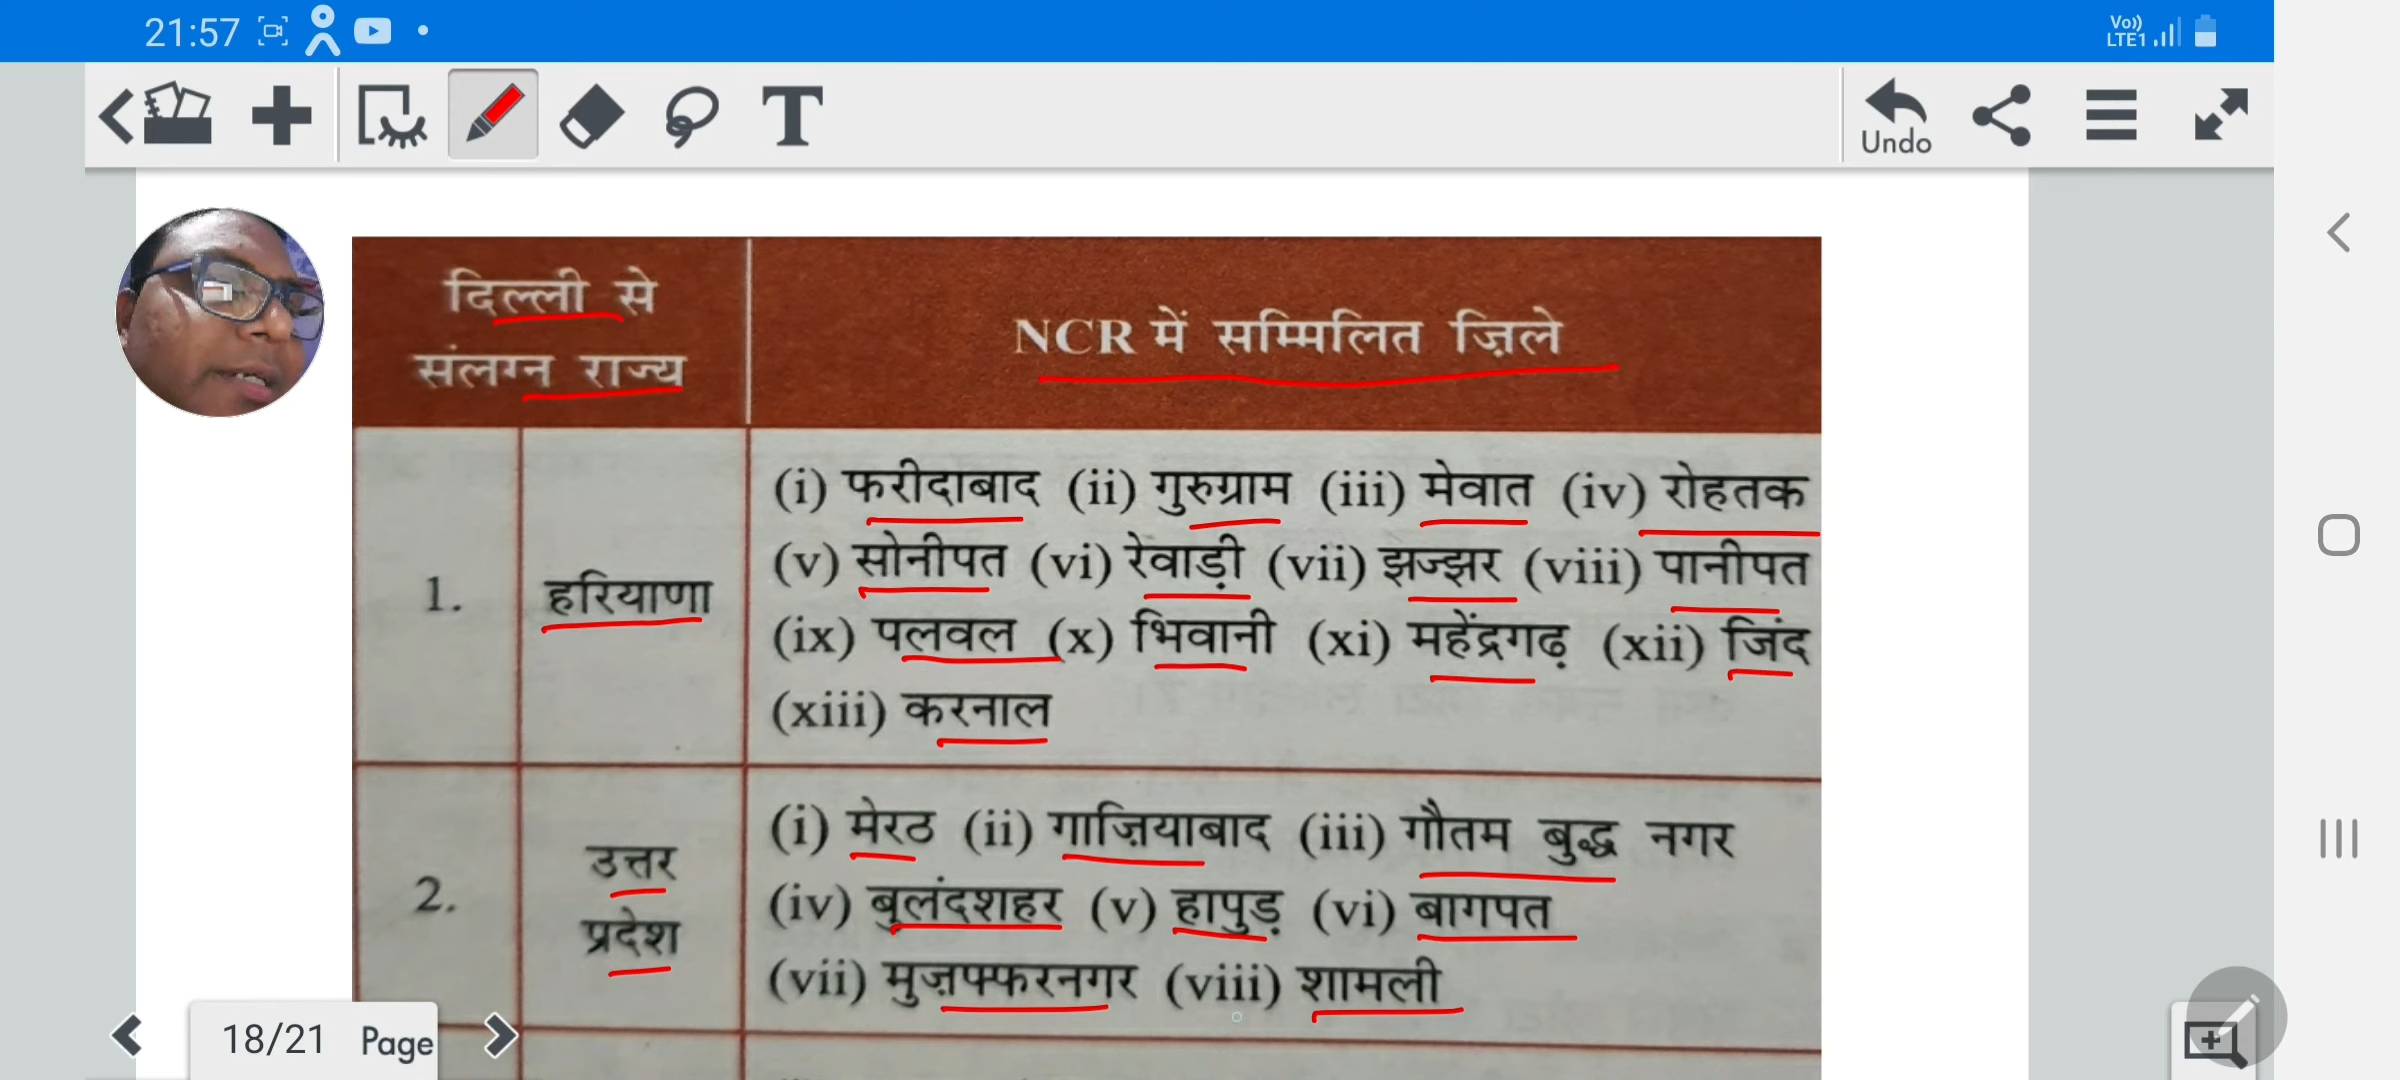 21:57
Vo))
LTE1
T
Undo
दिल्ली से
संलग्न राज्य
NCR में सम्मिलित ज़िले
1.
हरियाणा
(i) फरीदाबाद (ii) गुरुग्राम (iii) मेवात (iv) रोहतक
(v) सोनीपत (vi) रेवाड़ी (vii) झज्झर (viii) पानीपत
(ix) पलवल (x) भिवानी (xi) महेंद्रगढ़ (xii) जिंद
(xiii) करनाल
2.
उत्तर
प्रदेश
(i) मेरठ (ii) गाज़ियाबाद (iii) गौतम बुद्ध नगर
(iv) बुलंदशहर (v) हापुड़ (vi) बागपत
(vii) मुज़फ्फरनगर (viii) शामली
18/21 Page